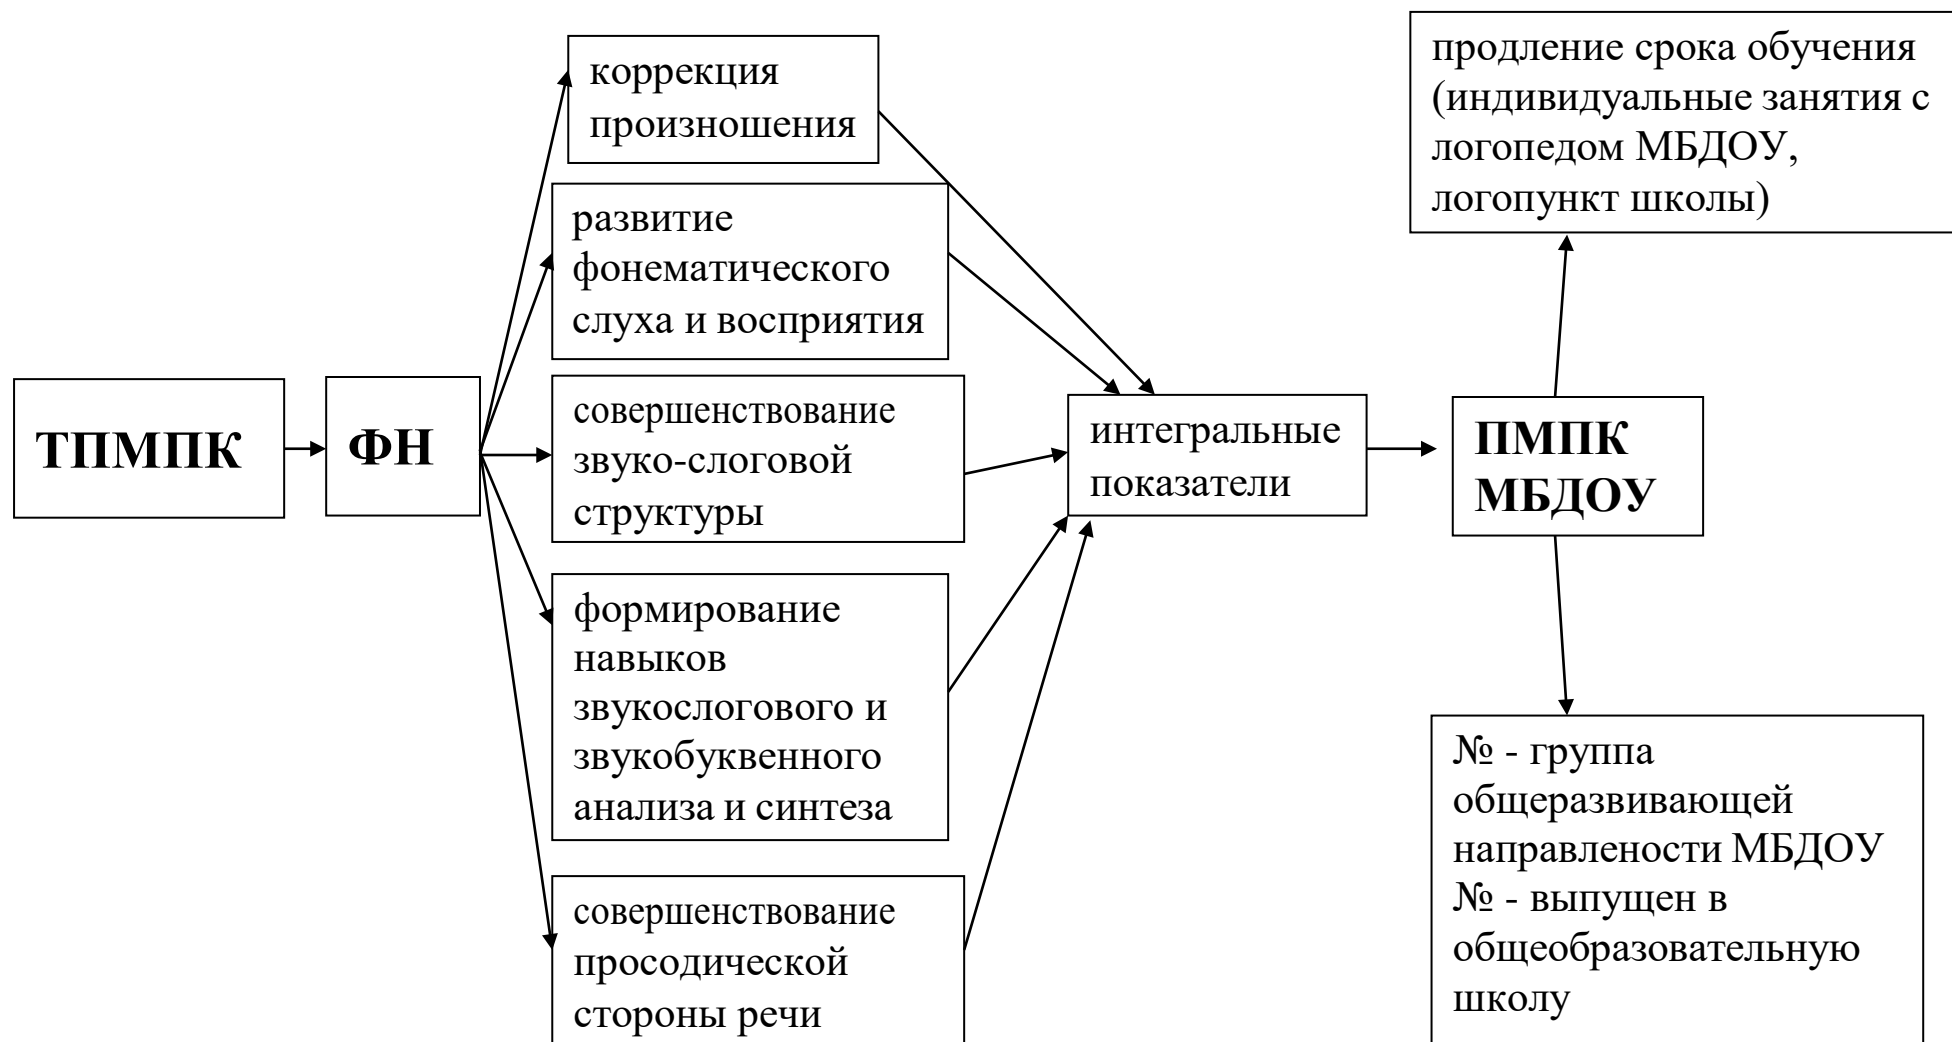 ТПМПК
ФН
коррекция
произношения
развитие
фонематического
слуха и восприятия
совершенствование
звуко-слоговой
структуры
формирование
навыков
звукослогового и
звукобуквенного
анализа и синтеза
совершенствование
просодической
стороны речи
интегральные
показатели
ПМПК
МБДОУ
продление срока обучения
(индивидуальные занятия с
логопедом МБДОУ,
логопункт школы)
№ - группа
общеразвивающей
направлености МБДОУ
№ - выпущен в
общеобразовательную
школу